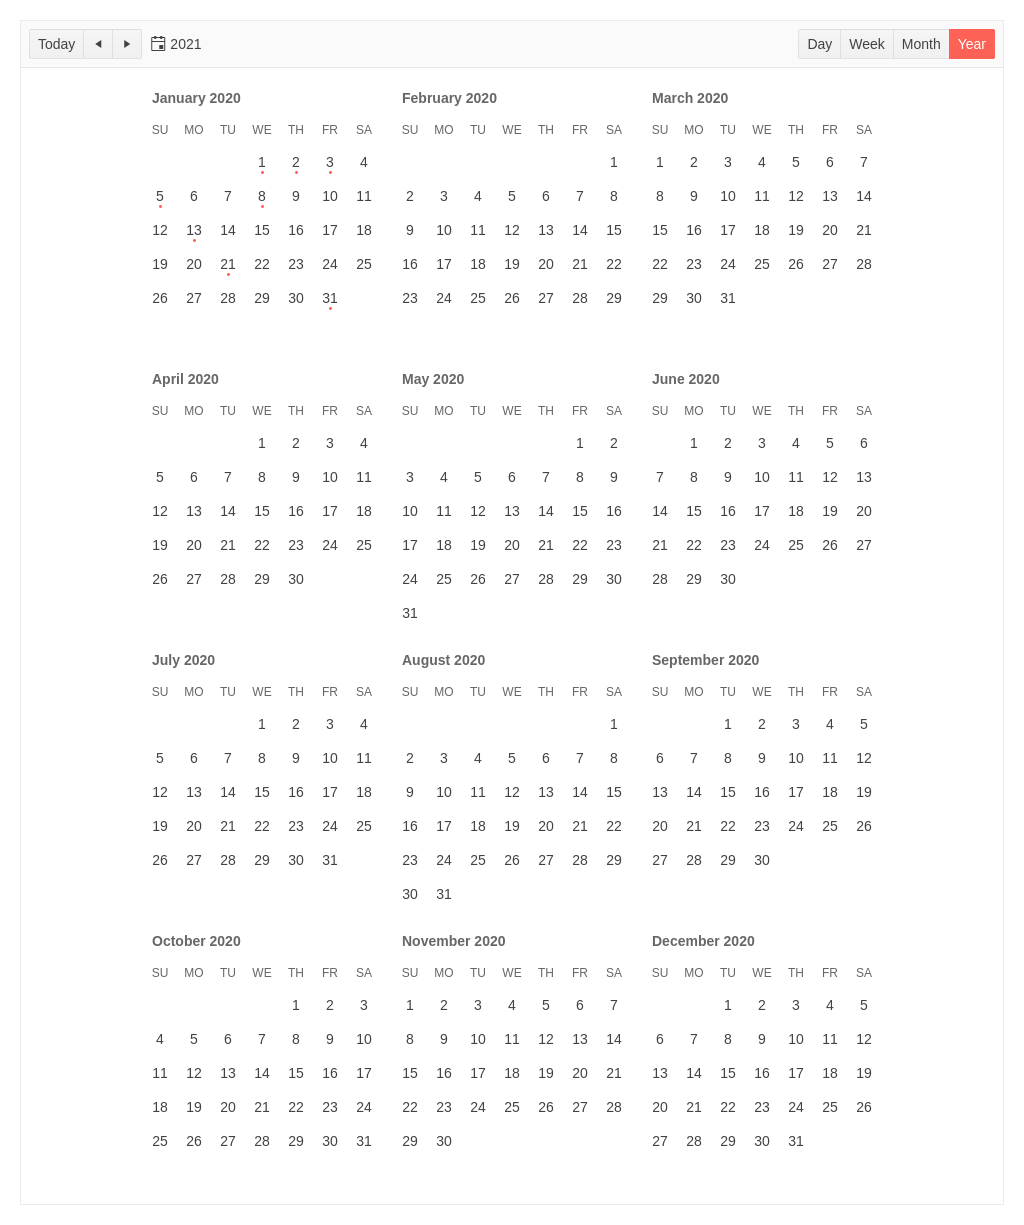 Today 2021 Day Week Month Year
January 2020 February 2020 March 2020
SU MO TU WE TH FR SA SU MO TU WE TH FR SA SU MO TU WE TH FR SA
1 2 3 4 1 1 2 3 4 5 6 7
5 6 7 8 9 10 11 2 3 4 5 6 7 8 8 9 10 11 12 13 14
12 13 14 15 16 17 18 9 10 11 12 13 14 15 15 16 17 18 19 20 21
19 20 21 22 23 24 25 16 17 18 19 20 21 22 22 23 24 25 26 27 28
26 27 28 29 30 31 23 24 25 26 27 28 29 29 30 31
April 2020 May 2020 June 2020
SU MO TU WE TH FR SA SU MO TU WE TH FR SA SU MO TU WE TH FR SA
1 2 3 4 1 2 1 2 3 4 5 6
5 6 7 8 9 10 11 3 4 5 6 7 8 9 7 8 9 10 11 12 13
12 13 14 15 16 17 18 10 11 12 13 14 15 16 14 15 16 17 18 19 20
19 20 21 22 23 24 25 17 18 19 20 21 22 23 21 22 23 24 25 26 27
26 27 28 29 30 24 25 26 27 28 29 30 28 29 30
31
July 2020 August 2020 September 2020
SU MO TU WE TH FR SA SU MO TU WE TH FR SA SU MO TU WE TH FR SA
1 2 3 4 1 1 2 3 4 5
5 6 7 8 9 10 11 2 3 4 5 6 7 8 6 7 8 9 10 11 12
12 13 14 15 16 17 18 9 10 11 12 13 14 15 13 14 15 16 17 18 19
19 20 21 22 23 24 25 16 17 18 19 20 21 22 20 21 22 23 24 25 26
26 27 28 29 30 31 23 24 25 26 27 28 29 27 28 29 30
30 31
October 2020 November 2020 December 2020
SU MO TU WE TH FR SA SU MO TU WE TH FR SA SU MO TU WE TH FR SA
1 2 3 1 2 3 4 5 6 7 1 2 3 4 5
4 5 6 7 8 9 10 8 9 10 11 12 13 14 6 7 8 9 10 11 12
11 12 13 14 15 16 17 15 16 17 18 19 20 21 13 14 15 16 17 18 19
18 19 20 21 22 23 24 22 23 24 25 26 27 28 20 21 22 23 24 25 26
25 26 27 28 29 30 31 29 30 27 28 29 30 31